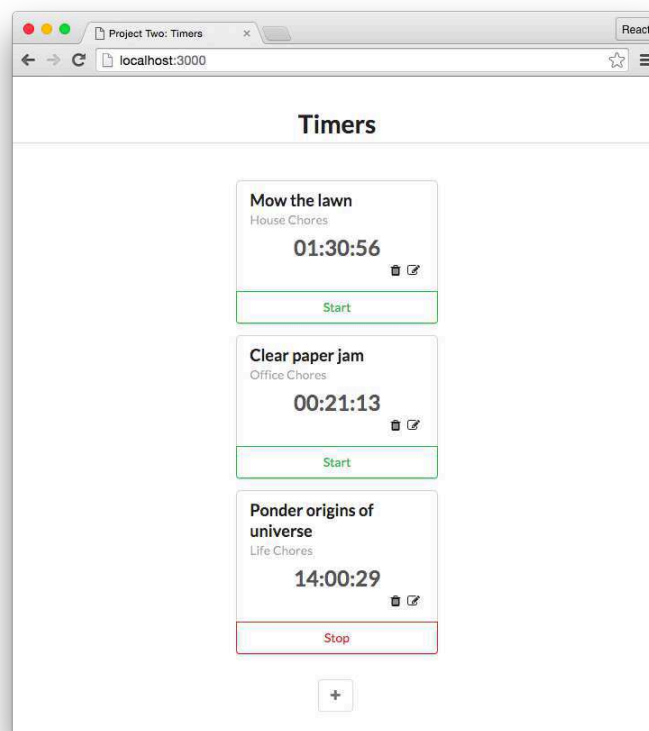 Project Two: Timers
React
localhost:3000
Timers
Mow the lawn
House Chores
01:30:56
Start
Clear paper jam
Office Chores
00:21:13
Start
Ponder origins of
universe
Life Chores
14:00:29
Stop